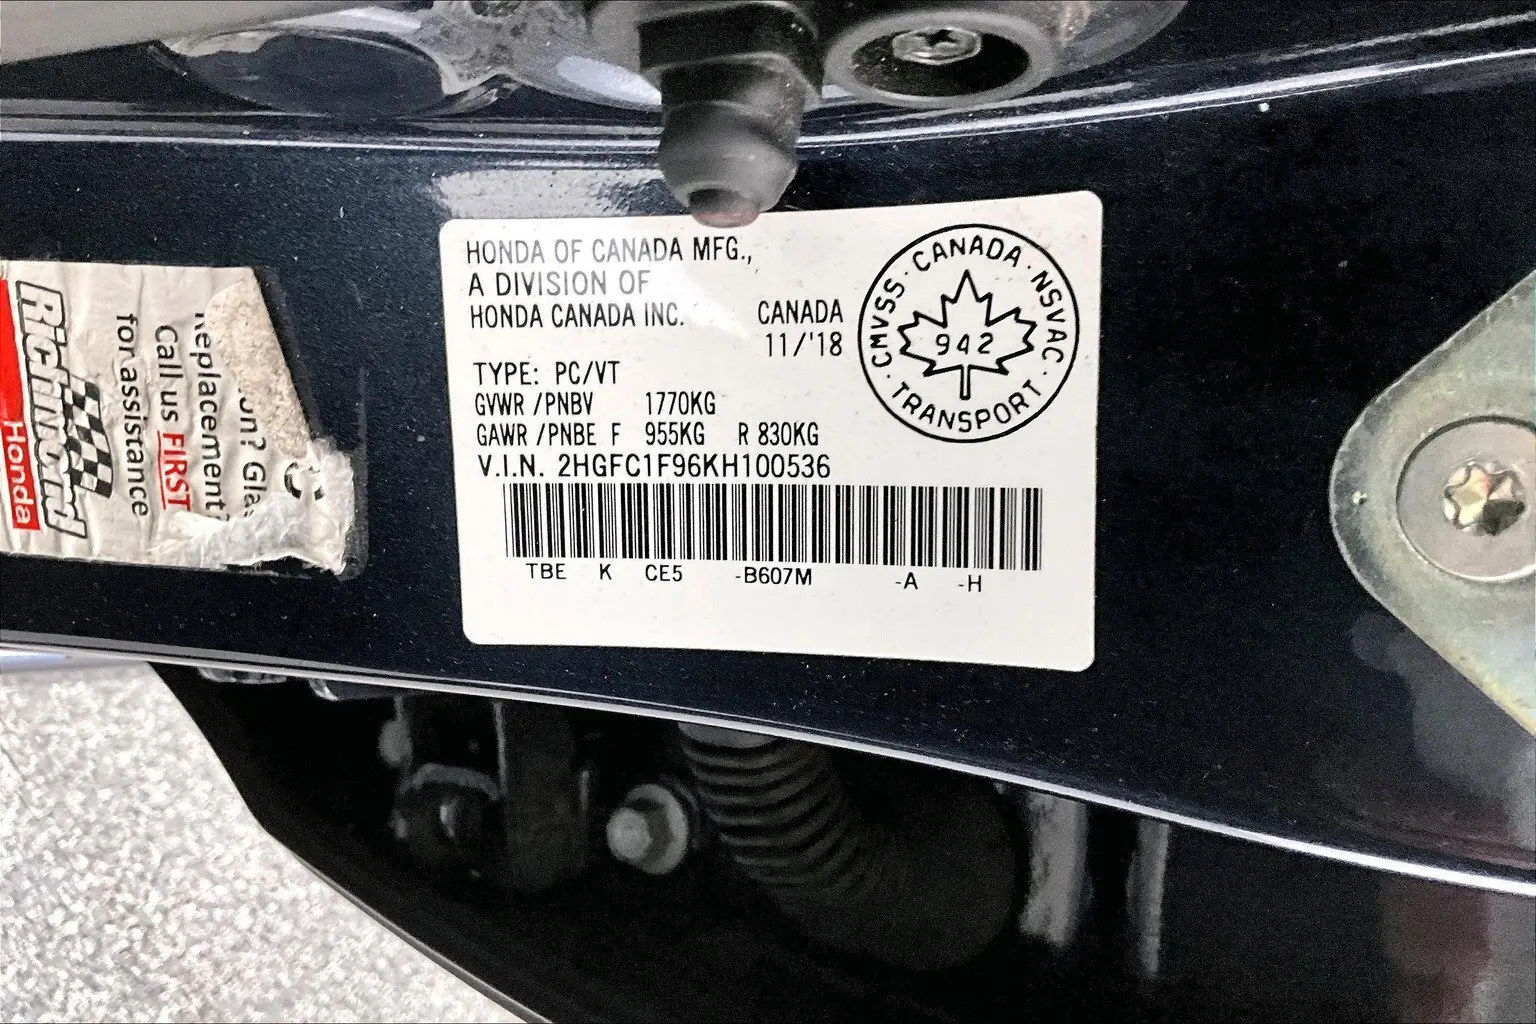 HONDA OF CANADA MFG.,
A DIVISION OF
HONDA CANADA INC.
CANADA
11/'18
TYPE: PC/VT
GVWR /PNBV 1770KG
GAWR /PNBE F 955KG R 830KG
V.I.N. 2HGFC1F96KH100536
TBE K CE5 -B607M -A -H
CMVSS · CANADA · NSVAC · TRANSPORT ·
942
Replacement?
Call us FIRST
for assistance
Richmond
Honda